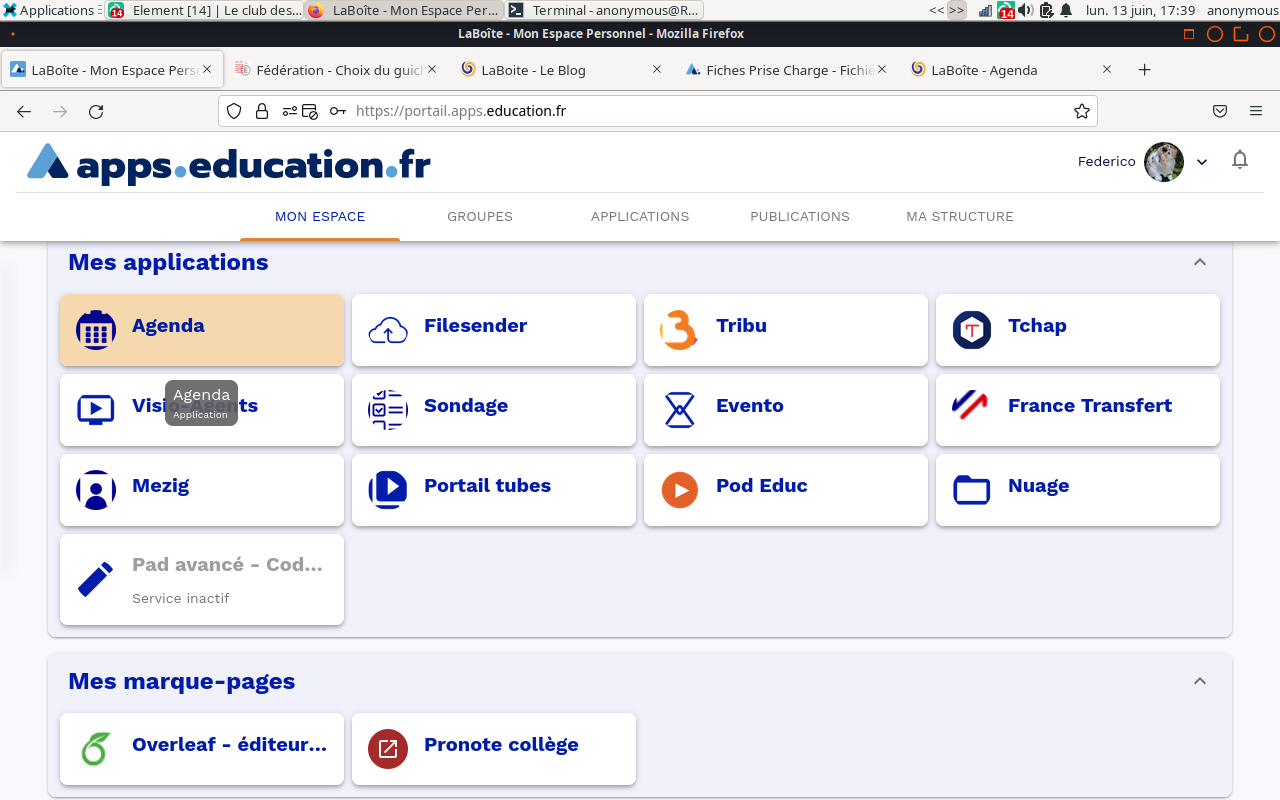 Applications
Element [14] | Le club des...
LaBoîte - Mon Espace Per...
Terminal - anonymous@R...
<< >>
14
lun. 13 juin, 17:39
anonymous
LaBoîte - Mon Espace Personnel - Mozilla Firefox
LaBoîte - Mon Espace Pers
Fédération - Choix du guic
LaBoite - Le Blog
Fiches Prise Charge - Fichie
LaBoîte - Agenda
https://portail.apps.education.fr
apps.education.fr
Federico
MON ESPACE
GROUPES
APPLICATIONS
PUBLICATIONS
MA STRUCTURE
Mes applications
Agenda
Filesender
Tribu
Tchap
Agenda
Application
Visio-Agents
Sondage
Evento
France Transfert
Mezig
Portail tubes
Pod Educ
Nuage
Pad avancé - Cod...
Service inactif
Mes marque-pages
Overleaf - éditeur...
Pronote collège